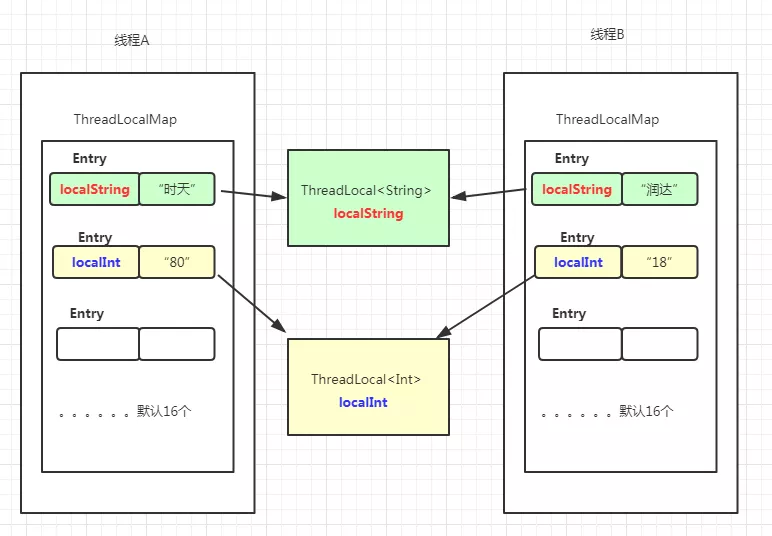 线程A
ThreadLocalMap
Entry
localString “时天”
Entry
localInt “80”
Entry
。。。。。。默认16个
ThreadLocal<String>
localString
ThreadLocal<Int>
localInt
线程B
ThreadLocalMap
Entry
localString “润达”
Entry
localInt “18”
Entry
。。。。。。默认16个